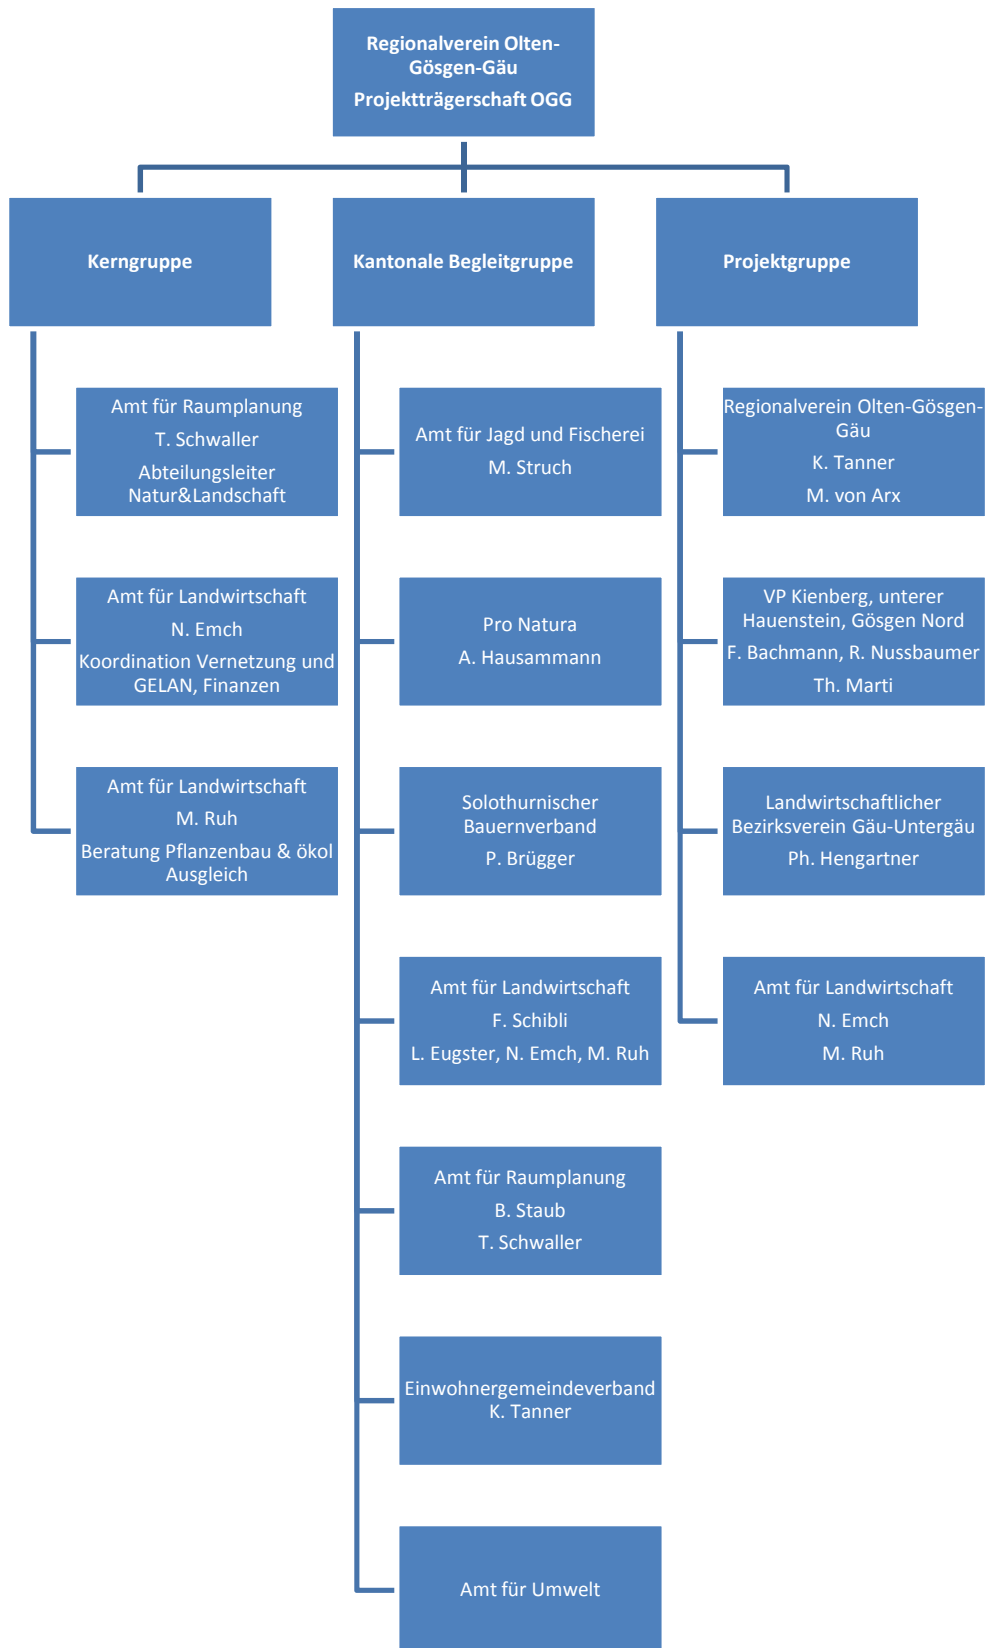 Regionalverein Olten-
Gösgen-Gäu
Projektträgerschaft OGG
Kerngruppe
Amt für Raumplanung
T. Schwaller
Abteilungsleiter
Natur&Landschaft
Amt für Landwirtschaft
N. Emch
Koordination Vernetzung und
GELAN, Finanzen
Amt für Landwirtschaft
M. Ruh
Beratung Pflanzenbau & ökol
Ausgleich
Kantonale Begleitgruppe
Amt für Jagd und Fischerei
M. Struch
Pro Natura
A. Hausammann
Solothurnischer
Bauernverband
P. Brügger
Amt für Landwirtschaft
F. Schibli
L. Eugster, N. Emch, M. Ruh
Amt für Raumplanung
B. Staub
T. Schwaller
Einwohnergemeindeverband
K. Tanner
Amt für Umwelt
Projektgruppe
Regionalverein Olten-Gösgen-
Gäu
K. Tanner
M. von Arx
VP Kienberg, unterer
Hauenstein, Gösgen Nord
F. Bachmann, R. Nussbaumer
Th. Marti
Landwirtschaftlicher
Bezirksverein Gäu-Untergäu
Ph. Hengartner
Amt für Landwirtschaft
N. Emch
M. Ruh